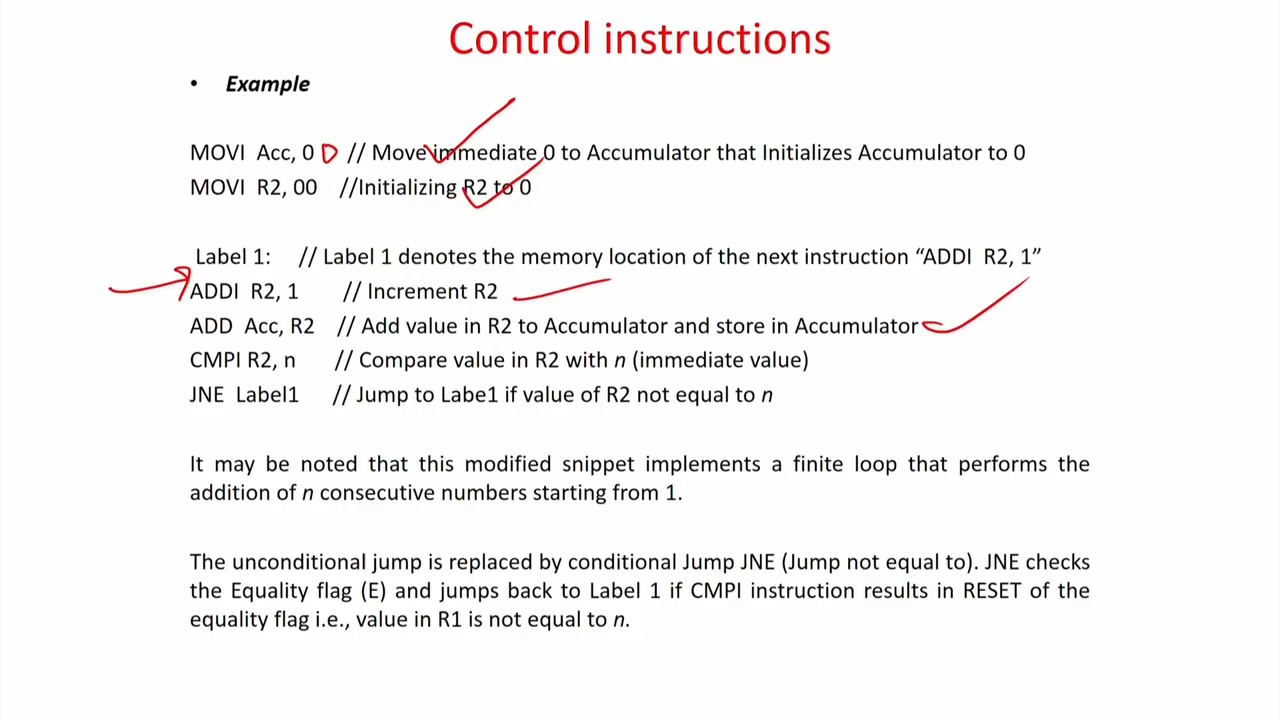 Control instructions
• Example
MOVI Acc, 0 0 // Move immediate 0 to Accumulator that Initializes Accumulator to 0
MOVI R2, 00 //Initializing R2 to 0
Label 1: // Label 1 denotes the memory location of the next instruction “ADDI R2, 1”
ADDI R2, 1 // Increment R2
ADD Acc, R2 // Add value in R2 to Accumulator and store in Accumulator
CMPI R2, n // Compare value in R2 with n (immediate value)
JNE Label1 // Jump to Labe1 if value of R2 not equal to n
It may be noted that this modified snippet implements a finite loop that performs the
addition of n consecutive numbers starting from 1.
The unconditional jump is replaced by conditional Jump JNE (Jump not equal to). JNE checks
the Equality flag (E) and jumps back to Label 1 if CMPI instruction results in RESET of the
equality flag i.e., value in R1 is not equal to n.